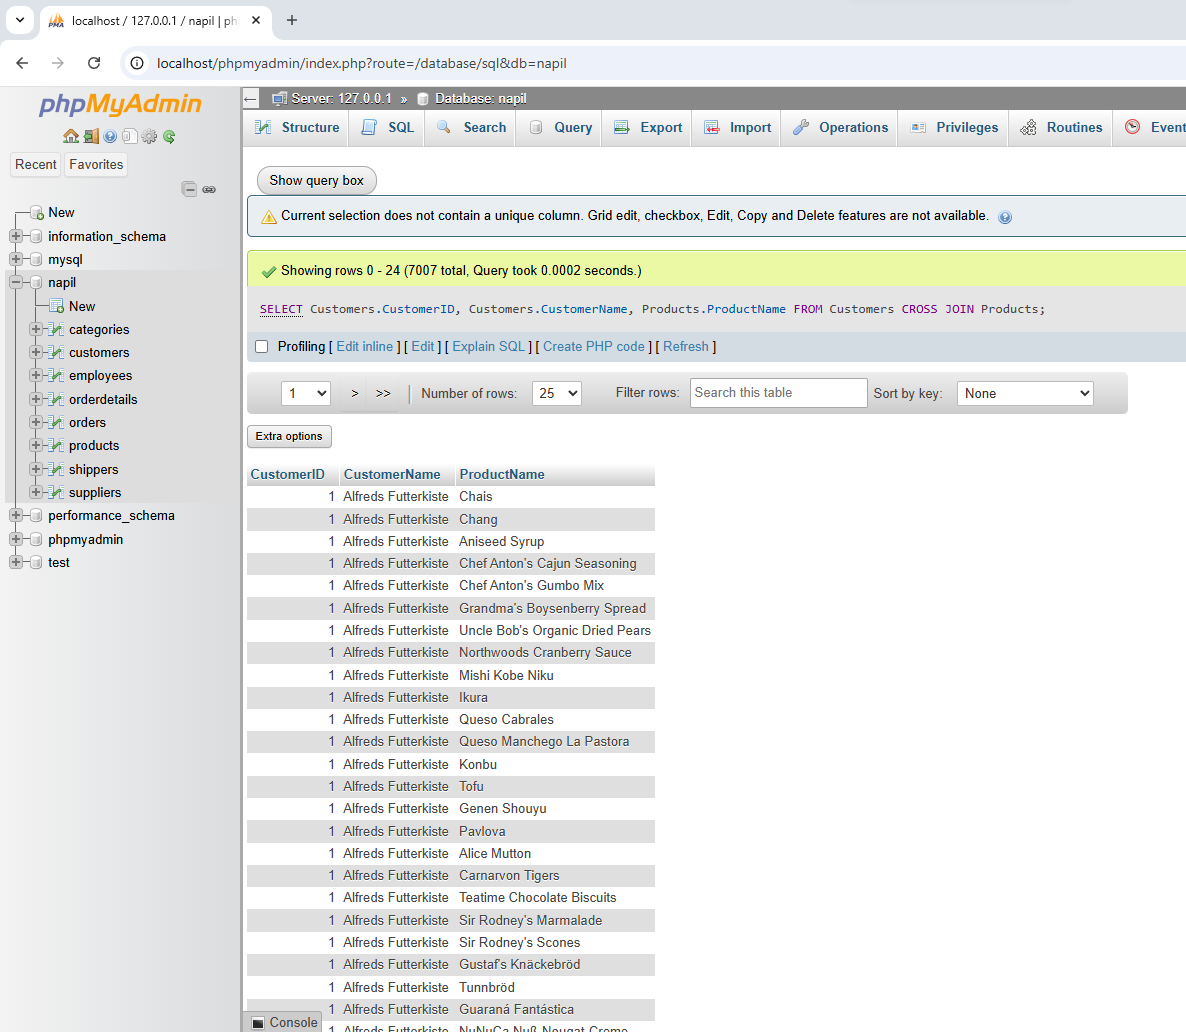 localhost / 127.0.0.1 / napil | ph
localhost/phpmyadmin/index.php?route=/database/sql&db=napil
phpMyAdmin
Recent Favorites
New
information_schema
mysql
napil
New
categories
customers
employees
orderdetails
orders
products
shippers
suppliers
performance_schema
phpmyadmin
test
Server: 127.0.0.1 » Database: napil
Structure SQL Search Query Export Import Operations Privileges Routines Event
Show query box
Current selection does not contain a unique column. Grid edit, checkbox, Edit, Copy and Delete features are not available.
Showing rows 0 - 24 (7007 total, Query took 0.0002 seconds.)
SELECT Customers.CustomerID, Customers.CustomerName, Products.ProductName FROM Customers CROSS JOIN Products;
Profiling [ Edit inline ] [ Edit ] [ Explain SQL ] [ Create PHP code ] [ Refresh ]
1 > >> | Number of rows: 25 Filter rows: Search this table Sort by key: None
Extra options
CustomerID CustomerName ProductName
1 Alfreds Futterkiste Chais
1 Alfreds Futterkiste Chang
1 Alfreds Futterkiste Aniseed Syrup
1 Alfreds Futterkiste Chef Anton's Cajun Seasoning
1 Alfreds Futterkiste Chef Anton's Gumbo Mix
1 Alfreds Futterkiste Grandma's Boysenberry Spread
1 Alfreds Futterkiste Uncle Bob's Organic Dried Pears
1 Alfreds Futterkiste Northwoods Cranberry Sauce
1 Alfreds Futterkiste Mishi Kobe Niku
1 Alfreds Futterkiste Ikura
1 Alfreds Futterkiste Queso Cabrales
1 Alfreds Futterkiste Queso Manchego La Pastora
1 Alfreds Futterkiste Konbu
1 Alfreds Futterkiste Tofu
1 Alfreds Futterkiste Genen Shouyu
1 Alfreds Futterkiste Pavlova
1 Alfreds Futterkiste Alice Mutton
1 Alfreds Futterkiste Carnarvon Tigers
1 Alfreds Futterkiste Teatime Chocolate Biscuits
1 Alfreds Futterkiste Sir Rodney's Marmalade
1 Alfreds Futterkiste Sir Rodney's Scones
1 Alfreds Futterkiste Gustaf's Knäckebröd
1 Alfreds Futterkiste Tunnbröd
1 Alfreds Futterkiste Guaraná Fantástica
1 Alfreds Futterkiste NuNuCa Nuß-Nougat-Creme
Console